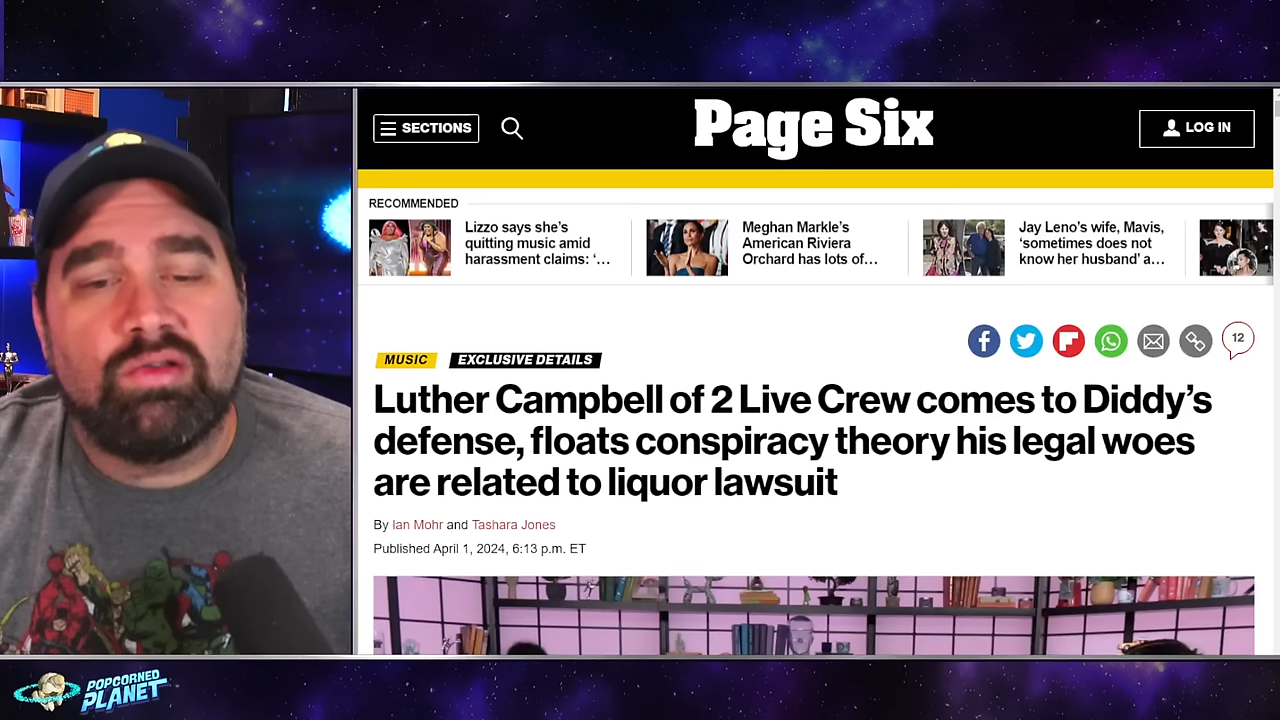 SECTIONS
Page Six
LOG IN
RECOMMENDED
Lizzo says she's
quitting music amid
harassment claims: '...
Meghan Markle's
American Riviera
Orchard has lots of...
Jay Leno's wife, Mavis,
'sometimes does not
know her husband' a...
12
MUSIC
EXCLUSIVE DETAILS
Luther Campbell of 2 Live Crew comes to Diddy's
defense, floats conspiracy theory his legal woes
are related to liquor lawsuit
By Ian Mohr and Tashara Jones
Published April 1, 2024, 6:13 p.m. ET
POPCORNED
PLANET